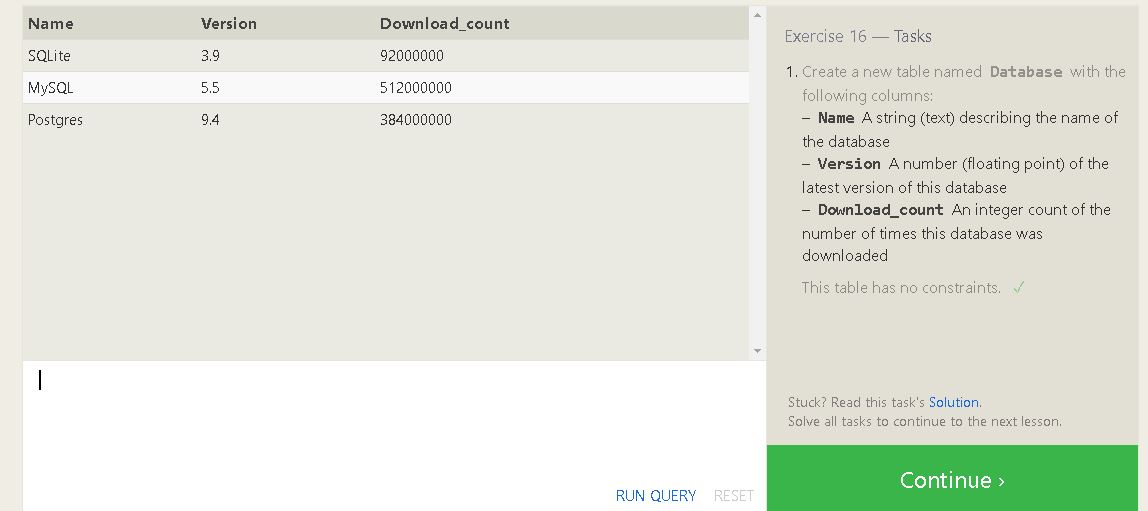 Name Version Download_count
SQLite 3.9 92000000
MySQL 5.5 512000000
Postgres 9.4 384000000
RUN QUERY RESET
Exercise 16 — Tasks
1. Create a new table named Database with the
following columns:
– Name A string (text) describing the name of
the database
– Version A number (floating point) of the
latest version of this database
– Download_count An integer count of the
number of times this database was
downloaded
This table has no constraints. ✓
Stuck? Read this task's Solution.
Solve all tasks to continue to the next lesson.
Continue ›